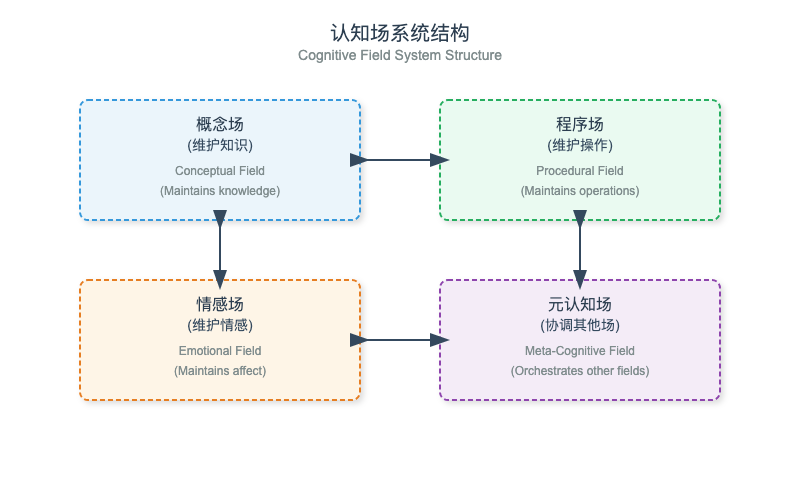 认知场系统结构
Cognitive Field System Structure
概念场
(维护知识)
Conceptual Field
(Maintains knowledge)
程序场
(维护操作)
Procedural Field
(Maintains operations)
情感场
(维护情感)
Emotional Field
(Maintains affect)
元认知场
(协调其他场)
Meta-Cognitive Field
(Orchestrates other fields)